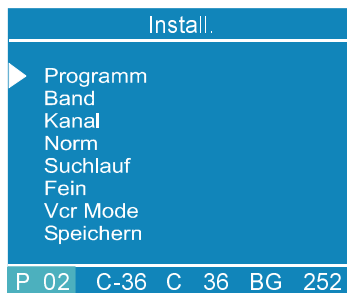 Install.
Programm
Band
Kanal
Norm
Suchlauf
Fein
Vcr Mode
Speichern
P 02 C-36 C 36 BG 252